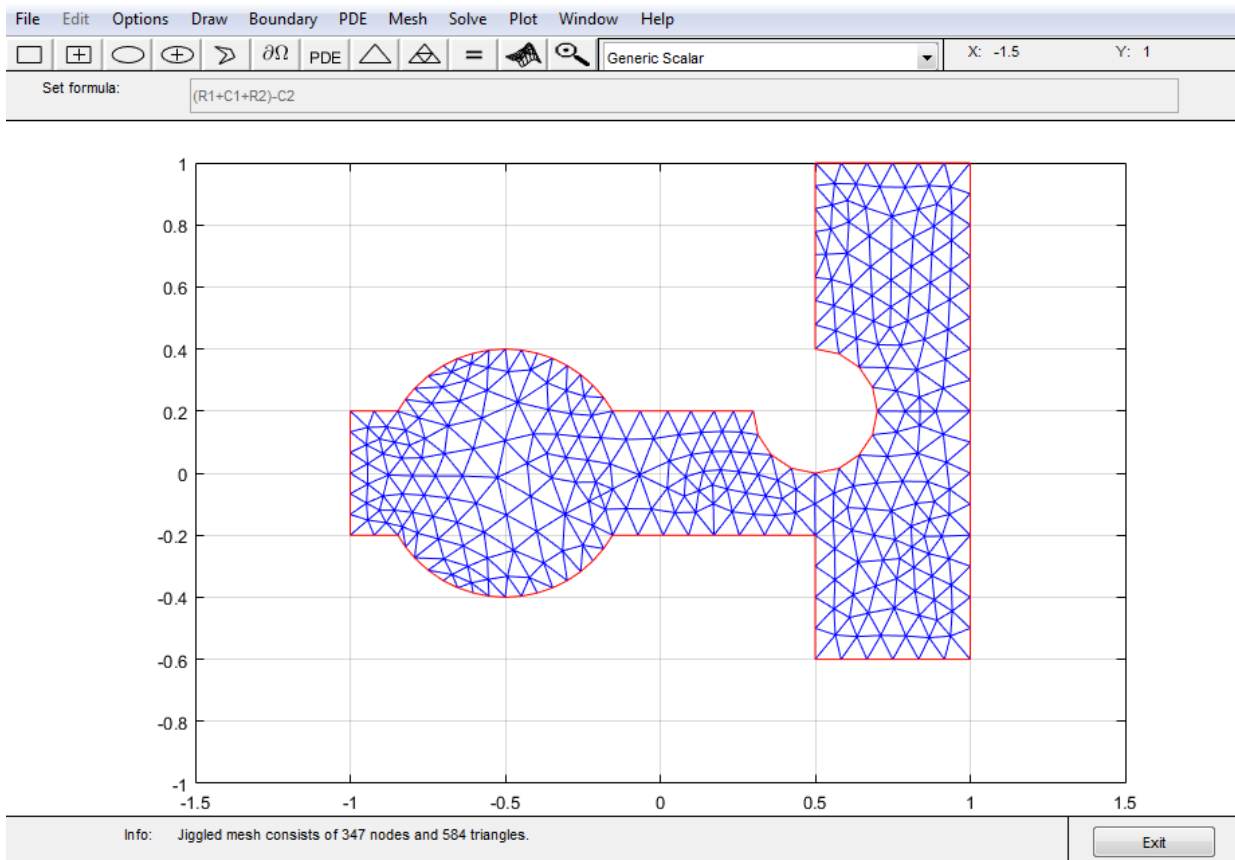 File Edit Options Draw Boundary PDE Mesh Solve Plot Window Help
∂Ω PDE = Generic Scalar X: -1.5 Y: 1
Set formula: (R1+C1+R2)-C2
1
0.8
0.6
0.4
0.2
0
-0.2
-0.4
-0.6
-0.8
-1
-1.5 -1 -0.5 0 0.5 1 1.5
Info: Jiggled mesh consists of 347 nodes and 584 triangles. Exit